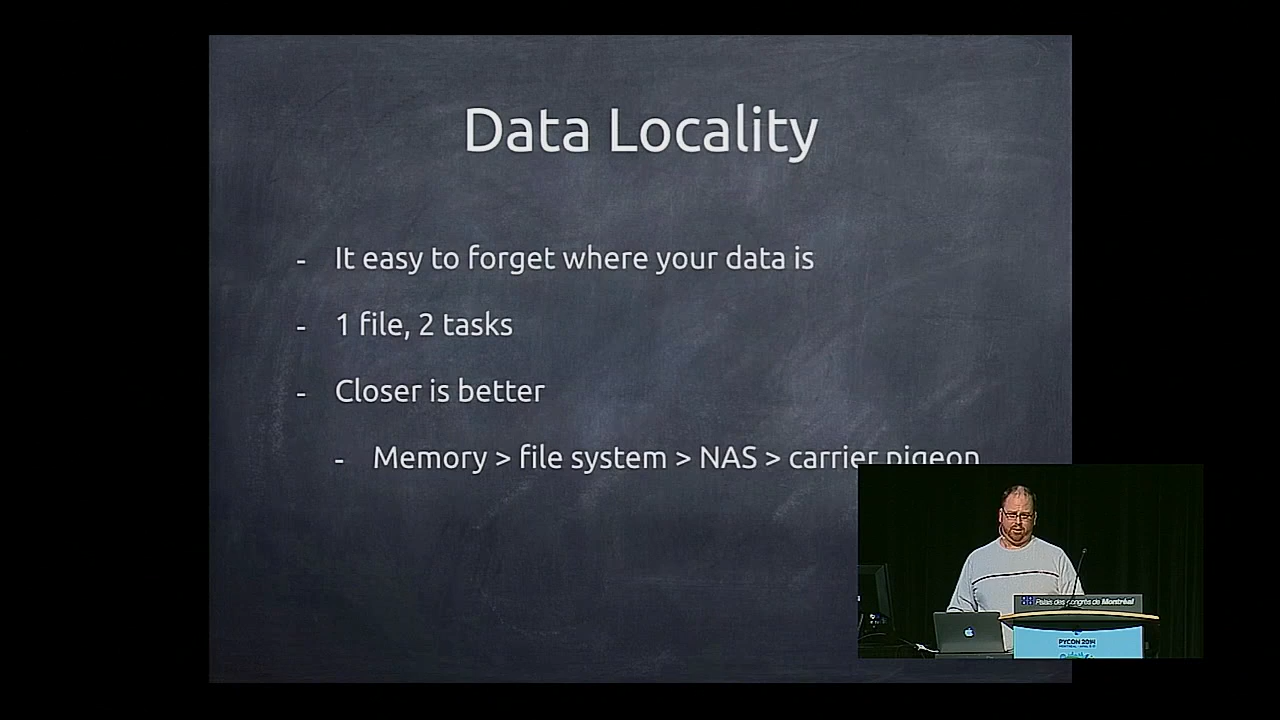 Data Locality
- It easy to forget where your data is
- 1 file, 2 tasks
- Closer is better
- Memory > file system > NAS > carrier pigeon
Palais des congrès de Montréal
PYCON 2014